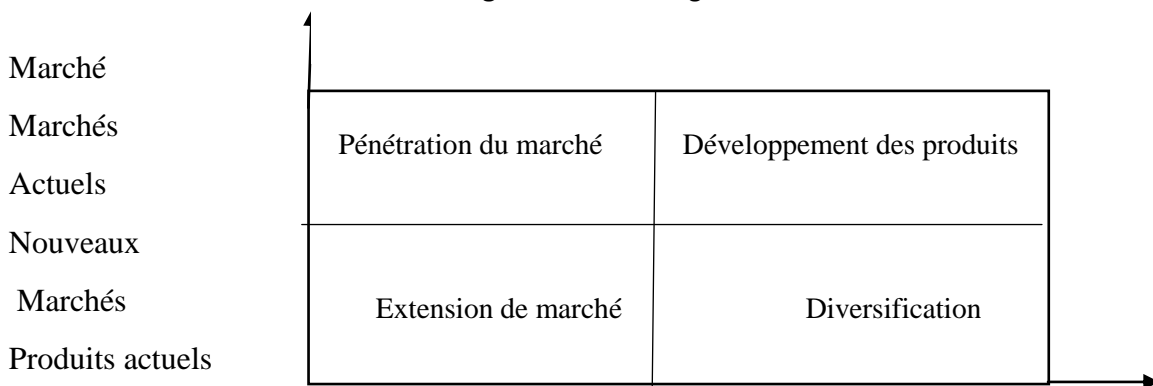 Marché
Marchés
Pénétration du marché
Développement des produits
Actuels
Nouveaux
Marchés
Extension de marché
Diversification
Produits actuels